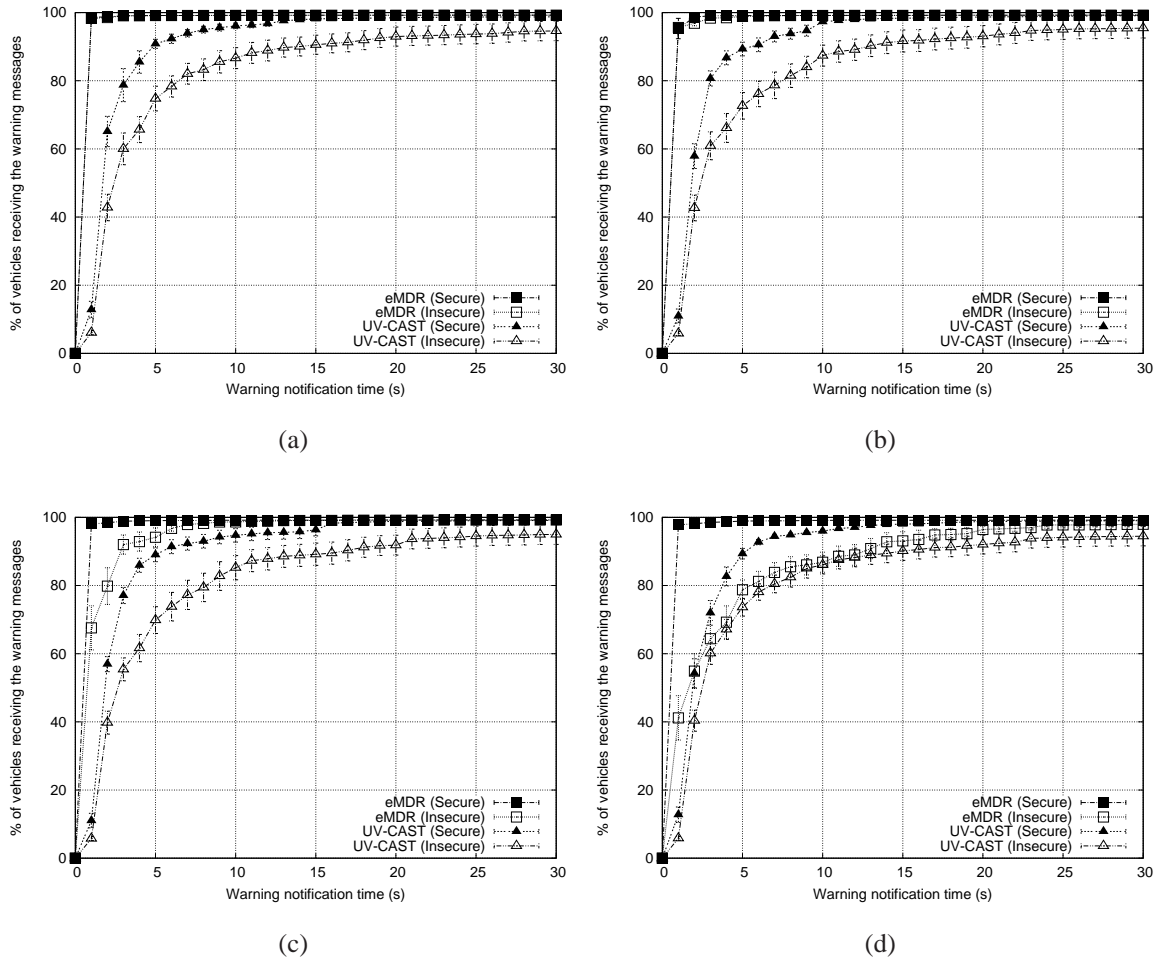 % of vehicles receiving the warning messages
100
80
60
40
20
0
eMDR (Secure)
eMDR (Insecure)
UV-CAST (Secure)
UV-CAST (Insecure)
0 5 10 15 20 25 30
Warning notification time (s)
(a)
% of vehicles receiving the warning messages
100
80
60
40
20
0
eMDR (Secure)
eMDR (Insecure)
UV-CAST (Secure)
UV-CAST (Insecure)
0 5 10 15 20 25 30
Warning notification time (s)
(b)
% of vehicles receiving the warning messages
100
80
60
40
20
0
eMDR (Secure)
eMDR (Insecure)
UV-CAST (Secure)
UV-CAST (Insecure)
0 5 10 15 20 25 30
Warning notification time (s)
(c)
% of vehicles receiving the warning messages
100
80
60
40
20
0
eMDR (Secure)
eMDR (Insecure)
UV-CAST (Secure)
UV-CAST (Insecure)
0 5 10 15 20 25 30
Warning notification time (s)
(d)